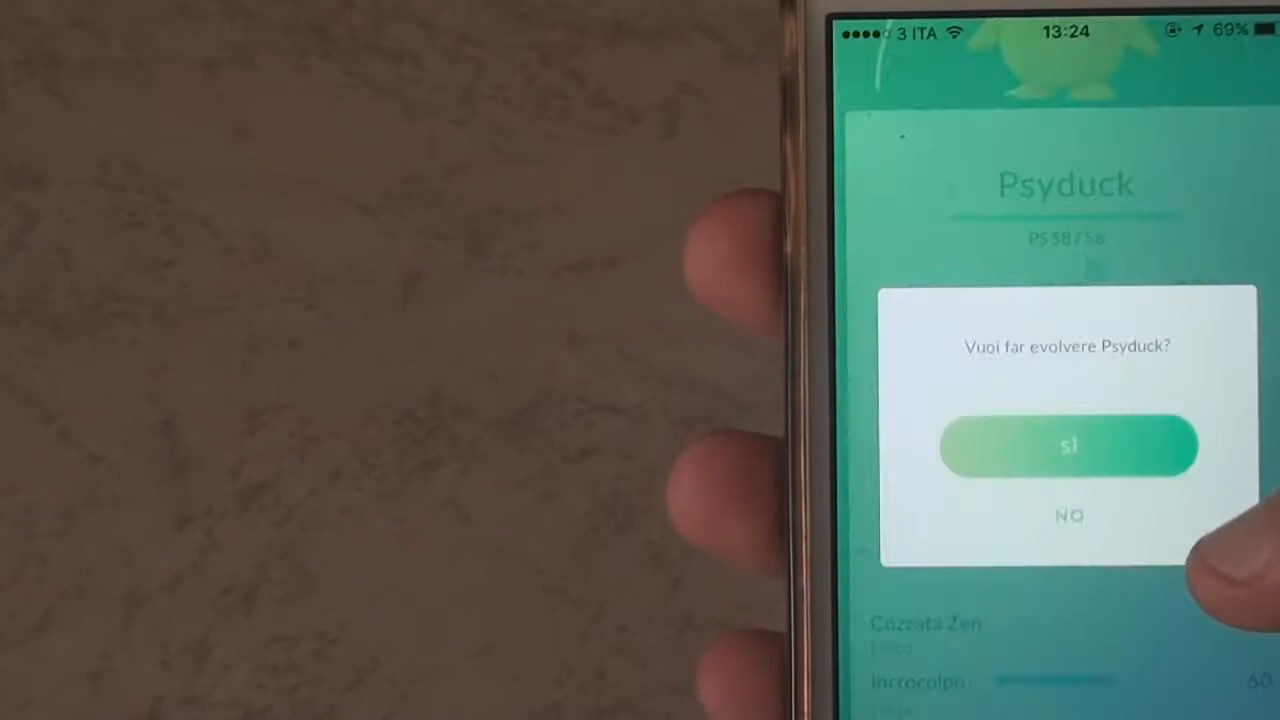 3 ITA 13:24 69%
Psyduck
PS 58 / 58
Vuoi far evolvere Psyduck?
SÌ
NO
Cozzata Zen
Incrocolpo